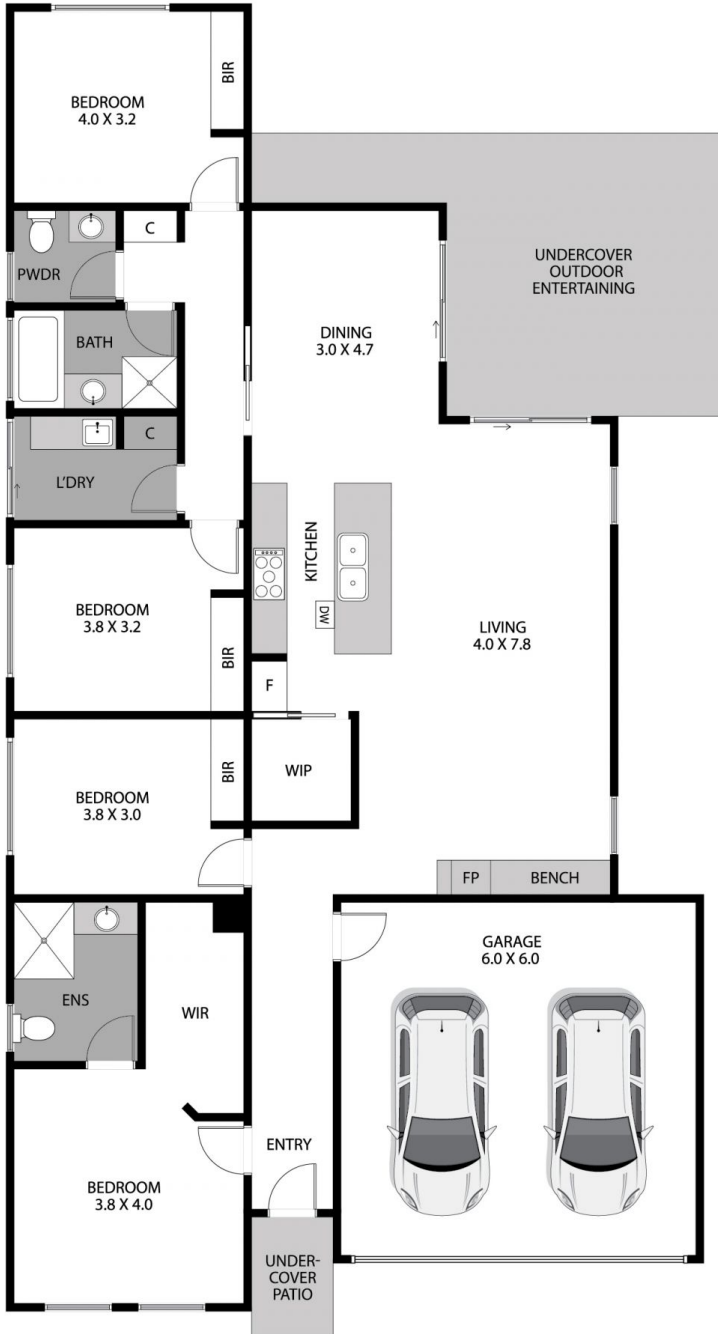 BEDROOM
4.0 X 3.2
BIR
C
PWDR
BATH
C
L'DRY
UNDERCOVER
OUTDOOR
ENTERTAINING
DINING
3.0 X 4.7
KITCHEN
DW
BEDROOM
3.8 X 3.2
BIR
LIVING
4.0 X 7.8
F
WIP
BEDROOM
3.8 X 3.0
BIR
FP
BENCH
GARAGE
6.0 X 6.0
ENS
WIR
ENTRY
BEDROOM
3.8 X 4.0
UNDER-
COVER
PATIO